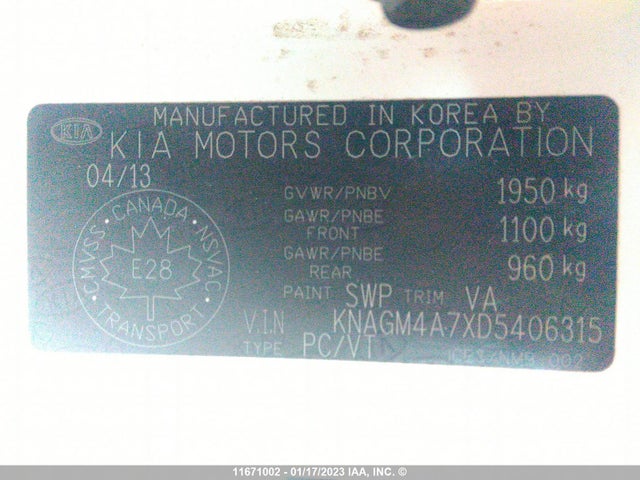 MANUFACTURED IN KOREA BY
KIA KIA MOTORS CORPORATION
04/13
GVWR/PNBV 1950 kg
GAWR/PNBE FRONT 1100 kg
GAWR/PNBE REAR 960 kg
CANADA
CMVSS NSVAC
E28
TRANSPORT
PAINT SWP TRIM VA
V.I.N KNAGM4A7XD5406315
TYPE PC/VT
11671002 - 01/17/2023 IAA, INC. ©